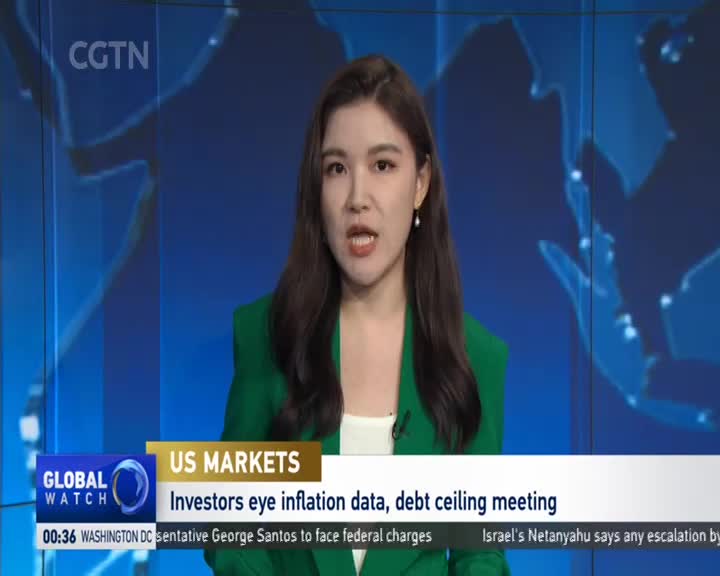 CGTN
US MARKETS
GLOBAL
WATCH
Investors eye inflation data, debt ceiling meeting
00:36 WASHINGTON DC
sentative George Santos to face federal charges Israel's Netanyahu says any escalation by